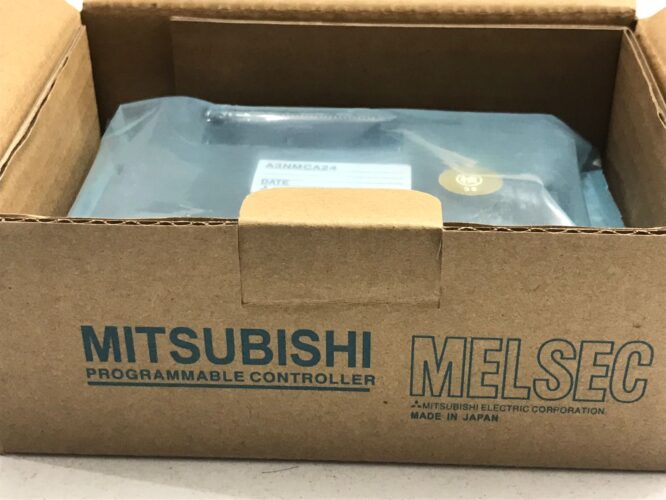 A3NMCA24
DATE
MITSUBISHI
PROGRAMMABLE CONTROLLER
MELSEC
MITSUBISHI ELECTRIC CORPORATION
MADE IN JAPAN